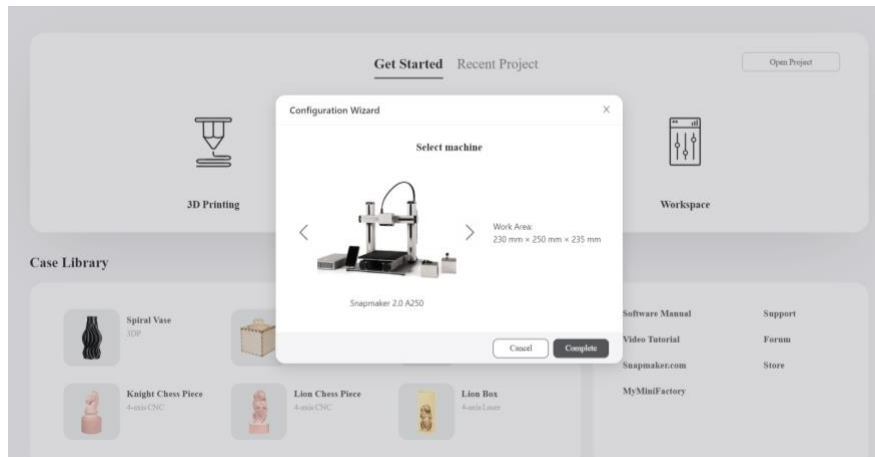 Get Started Recent Project
Open Project
Configuration Wizard
Select machine
3D Printing
Workspace
Work Area:
230 mm × 250 mm × 235 mm
Snapmaker 2.0 A250
Cancel Complete
Case Library
Spiral Vase
3DP
Knight Chess Piece
4-axis CNC
Lion Chess Piece
4-axis CNC
Lion Box
4-axis Laser
Software Manual Support
Video Tutorial Forum
Snapmaker.com Store
MyMiniFactory